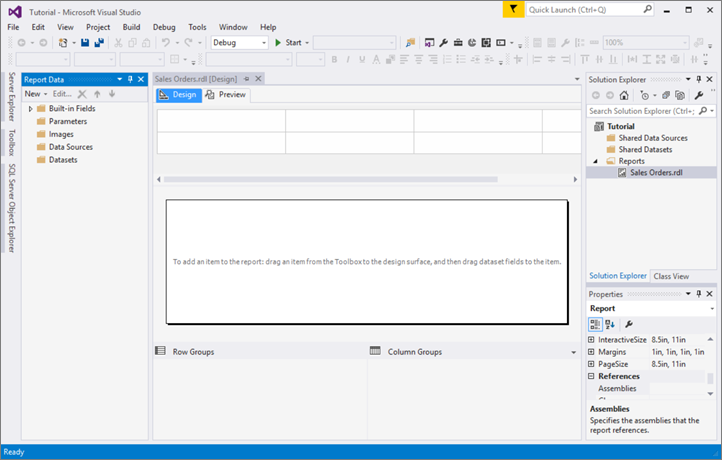 Tutorial - Microsoft Visual Studio
Quick Launch (Ctrl+Q)
File Edit View Project Build Debug Design Tools Test Analyze Window Help
Debug Start 100%
B I U A
Server Explorer
Toolbox
SQL Server Object Explorer
Report Data
New Edit...
Built-in Fields
Parameters
Images
Data Sources
Datasets
Sales Orders.rdl [Design]
Design Preview
To add an item to the report: drag an item from the Toolbox to the design surface, and then drag dataset fields to the item.
Row Groups Column Groups
Solution Explorer
Search Solution Explorer (Ctrl+;
Tutorial
Shared Data Sources
Shared Datasets
Reports
Sales Orders.rdl
Solution Explorer Class View
Properties
Report
InteractiveSize 8.5in, 11in
Margins 1in, 1in, 1in, 1in
PageSize 8.5in, 11in
References
Assemblies
Assemblies
Specifies the assemblies that the
report references.
Ready